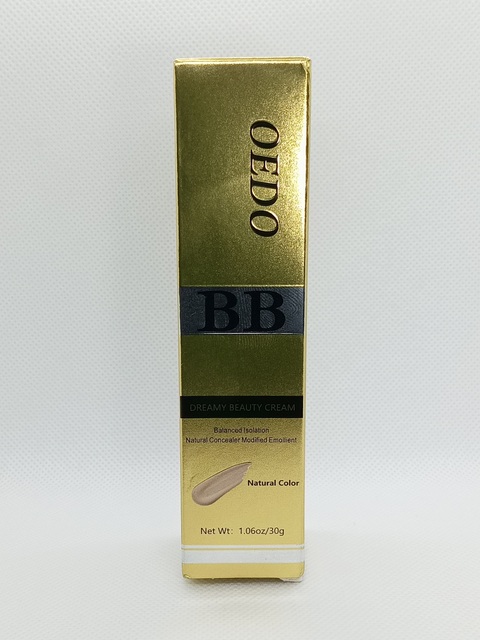 OEDO
BB
DREAMY BEAUTY CREAM
Balanced Isolation
Natural Concealer Modified Emollient
Natural Color
Net Wt: 1.06oz/30g